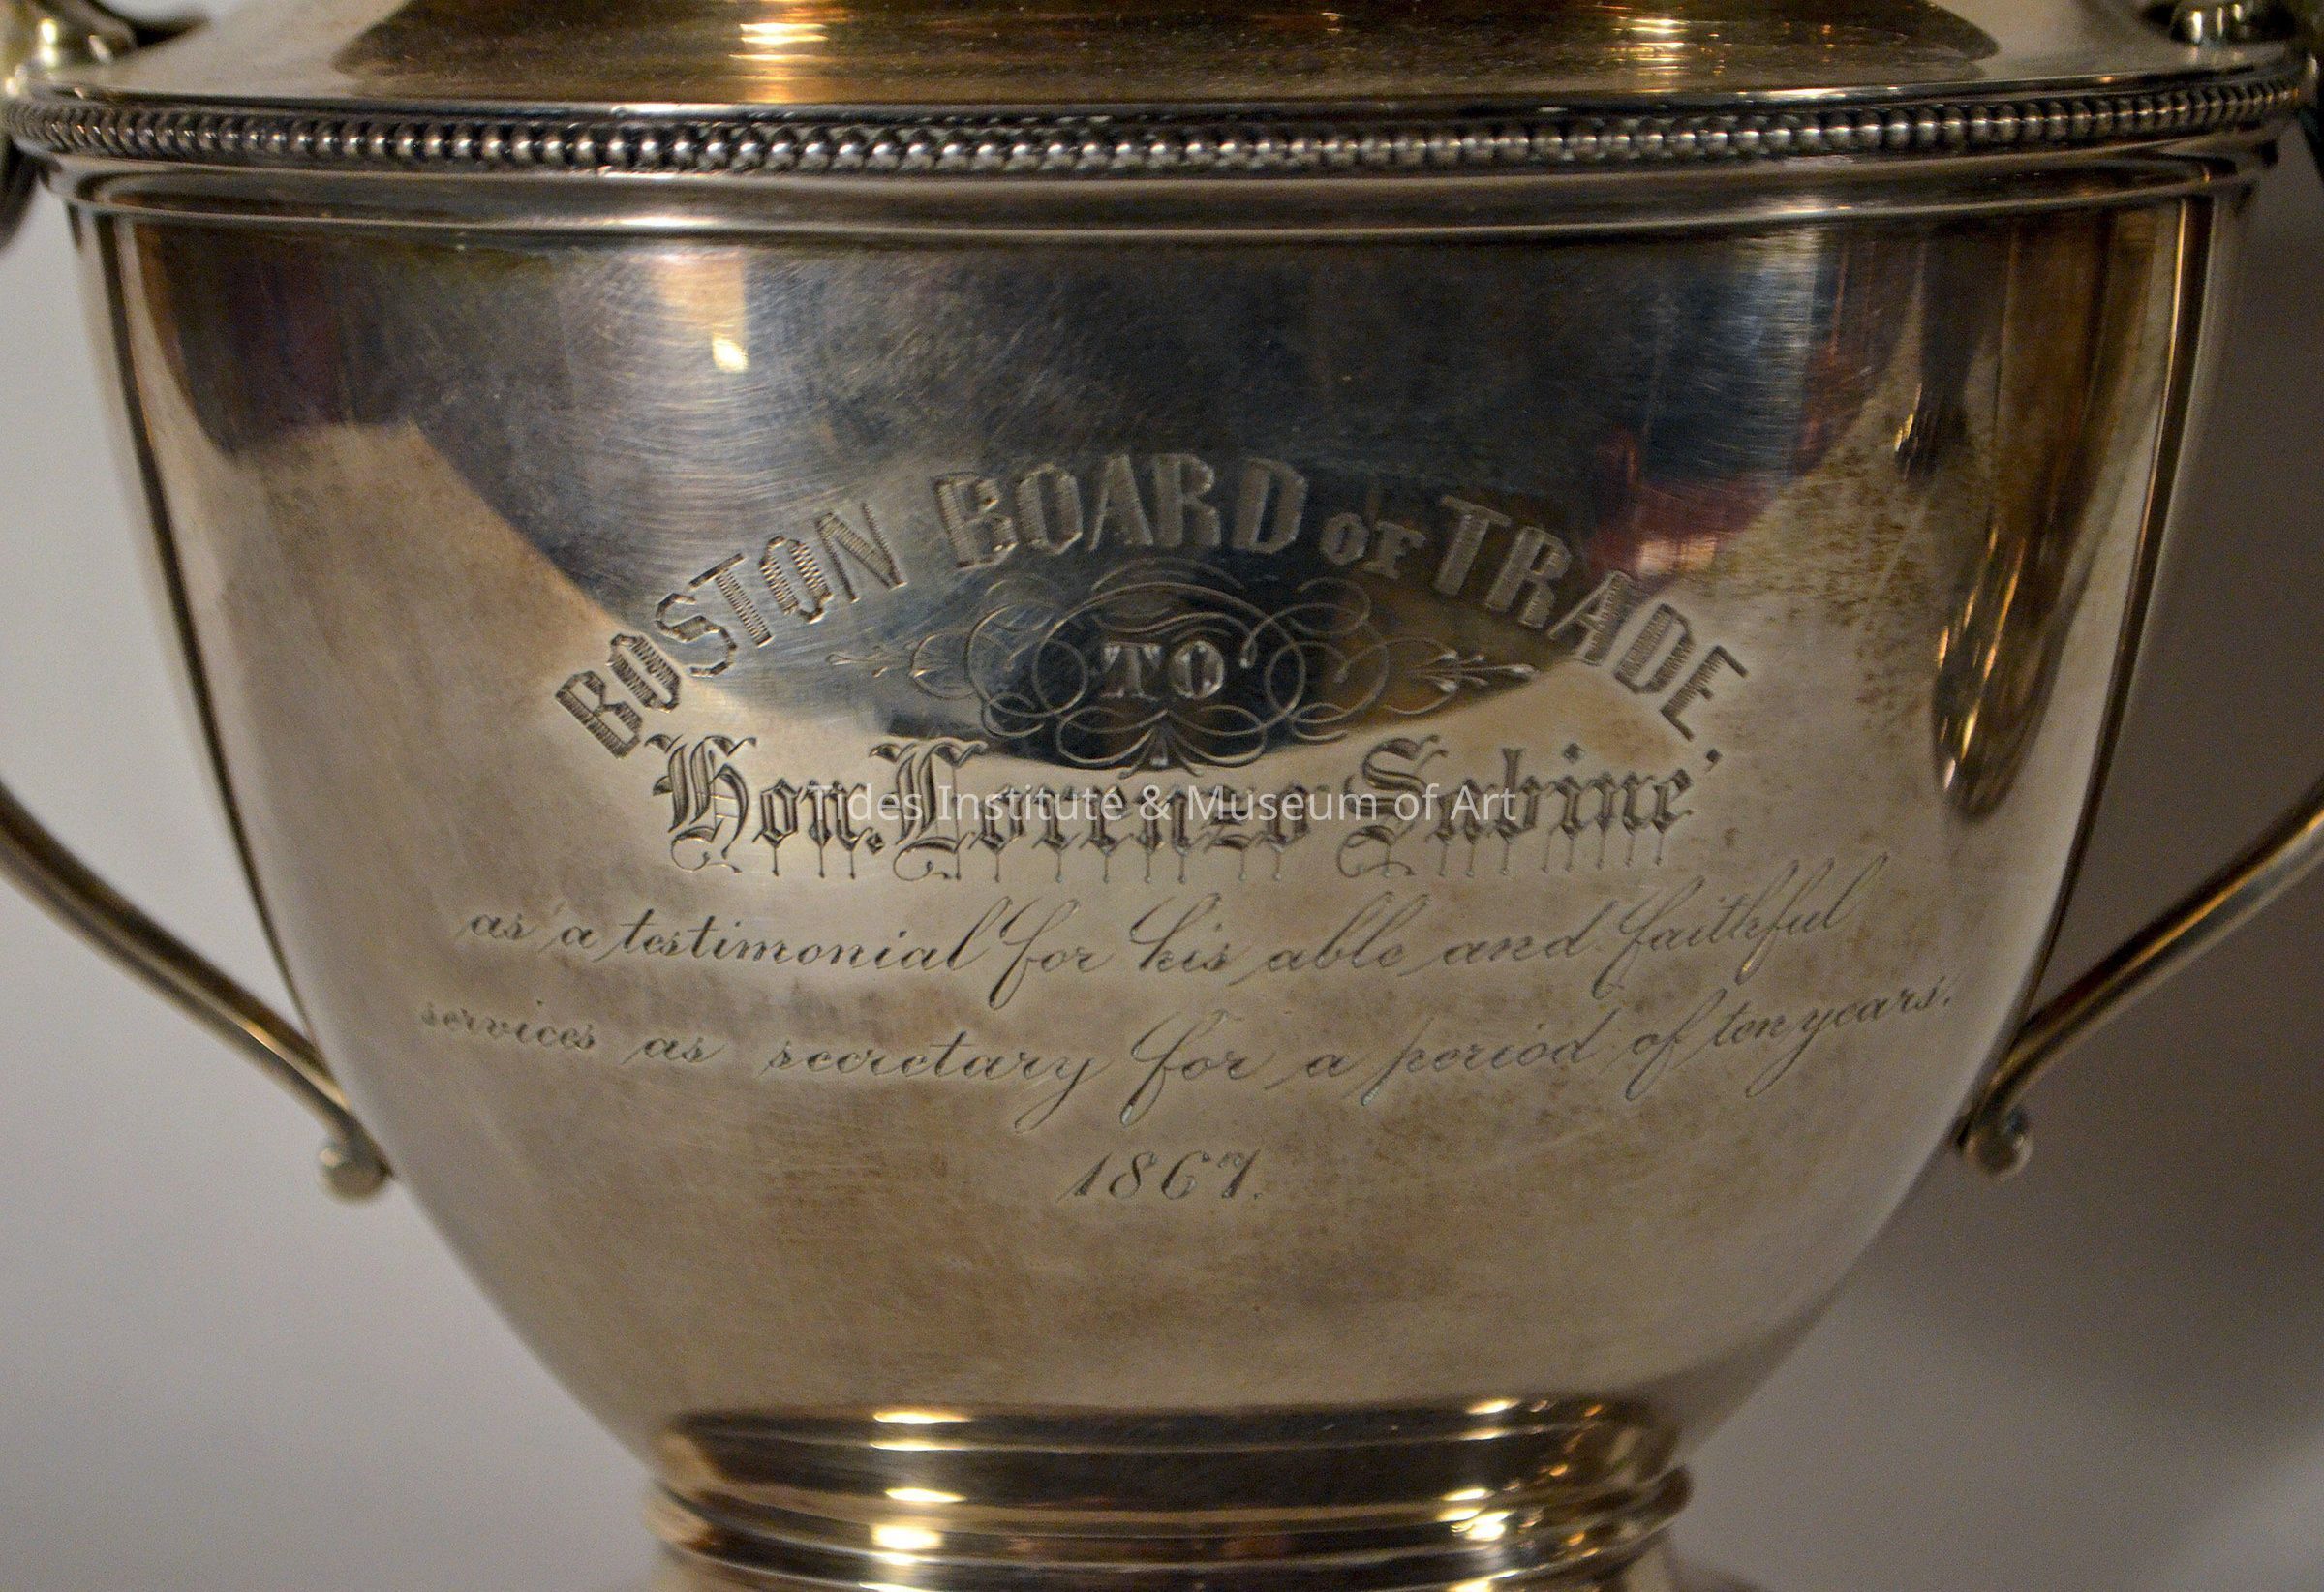 BOSTON BOARD OF TRADE.
TO
Hon. Lorenzo Sabine
Tides Institute & Museum of Art
as a testimonial for his able and faithful
services as secretary for a period of ten years.
1867.